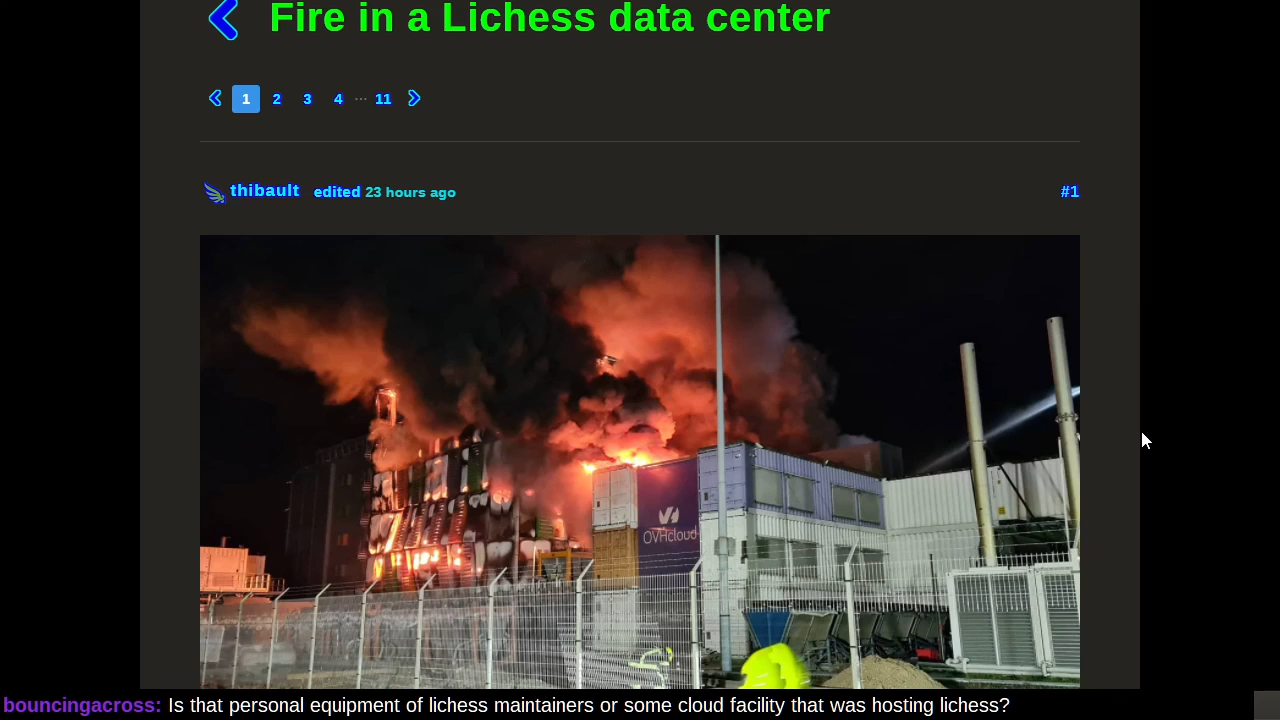 Fire in a Lichess data center
1 2 3 4 ... 11
thibault edited 23 hours ago #1
OVHcloud
bouncingacross: Is that personal equipment of lichess maintainers or some cloud facility that was hosting lichess?